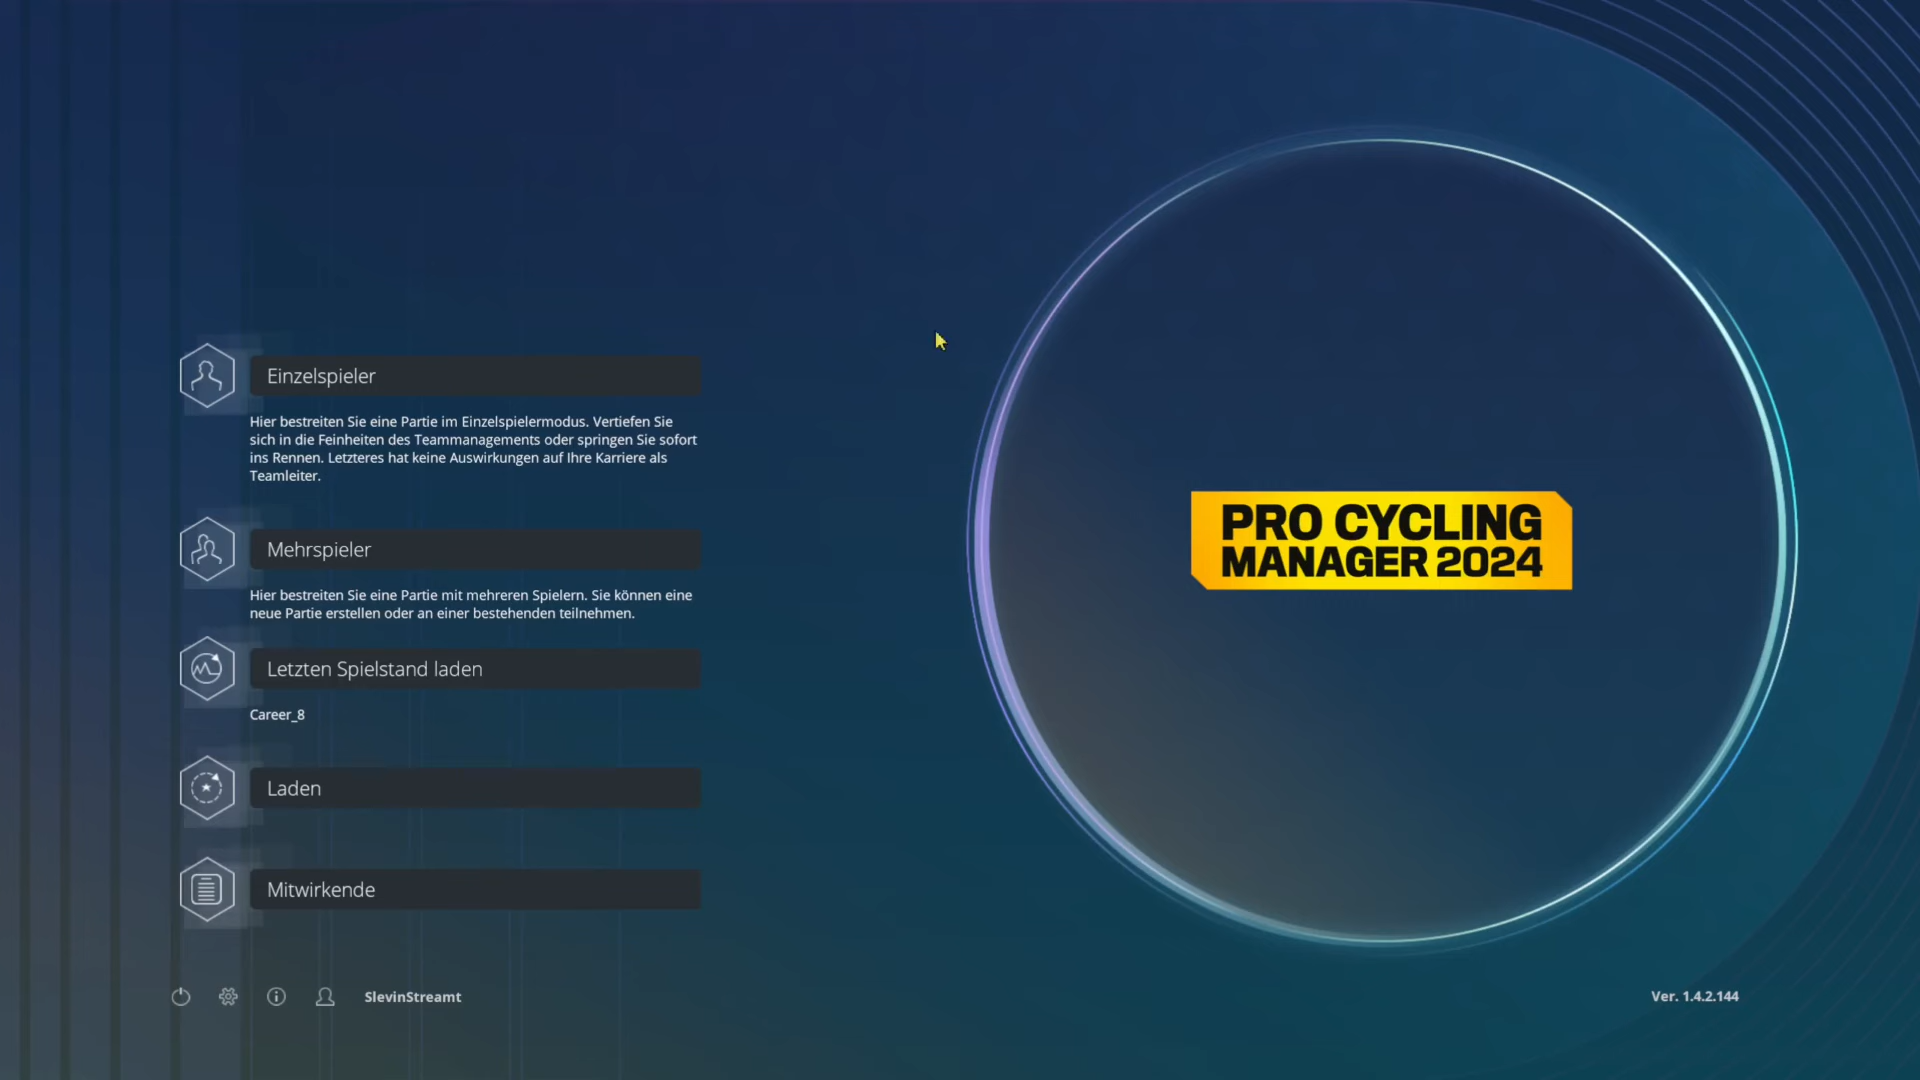 Einzelspieler
Hier bestreiten Sie eine Partie im Einzelspielermodus. Vertiefen Sie
sich in die Feinheiten des Teammanagements oder springen Sie sofort
ins Rennen. Letzteres hat keine Auswirkungen auf Ihre Karriere als
Teamleiter.
Mehrspieler
Hier bestreiten Sie eine Partie mit mehreren Spielern. Sie können eine
neue Partie erstellen oder an einer bestehenden teilnehmen.
Letzten Spielstand laden
Career_8
Laden
Mitwirkende
SlevinStreamt
PRO CYCLING
MANAGER 2024
Ver. 1.4.2.144